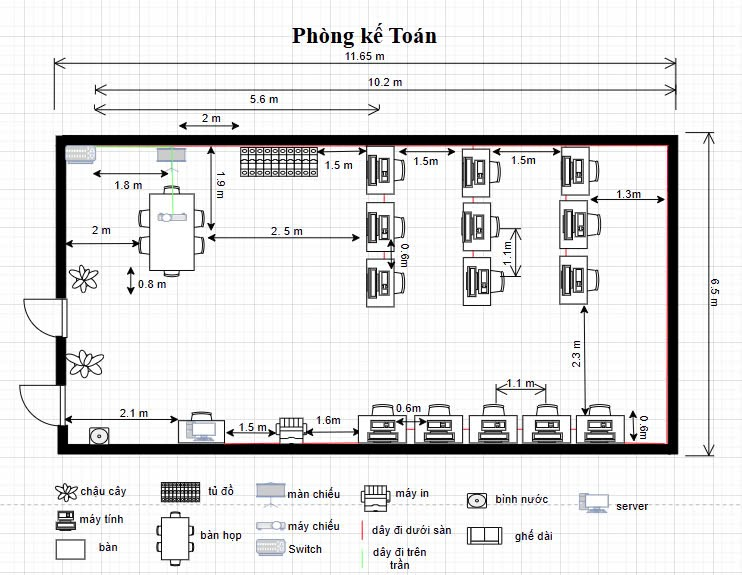 Phòng kế Toán
11.65 m
10.2 m
5.6 m
2 m
1.5 m
1.5m
1.5m
1.8 m
1.9 m
1.3m
2 m
2. 5 m
0.6m
1.1m
0.8 m
6.5 m
2.3 m
1.1 m
2.1 m
1.5 m
1.6m
0.6m
0.6m
chậu cây
tủ đồ
màn chiếu
máy in
bình nước
server
máy tính
bàn họp
máy chiếu
dây đi dưới sàn
ghế dài
bàn
Switch
dây đi trên
trần